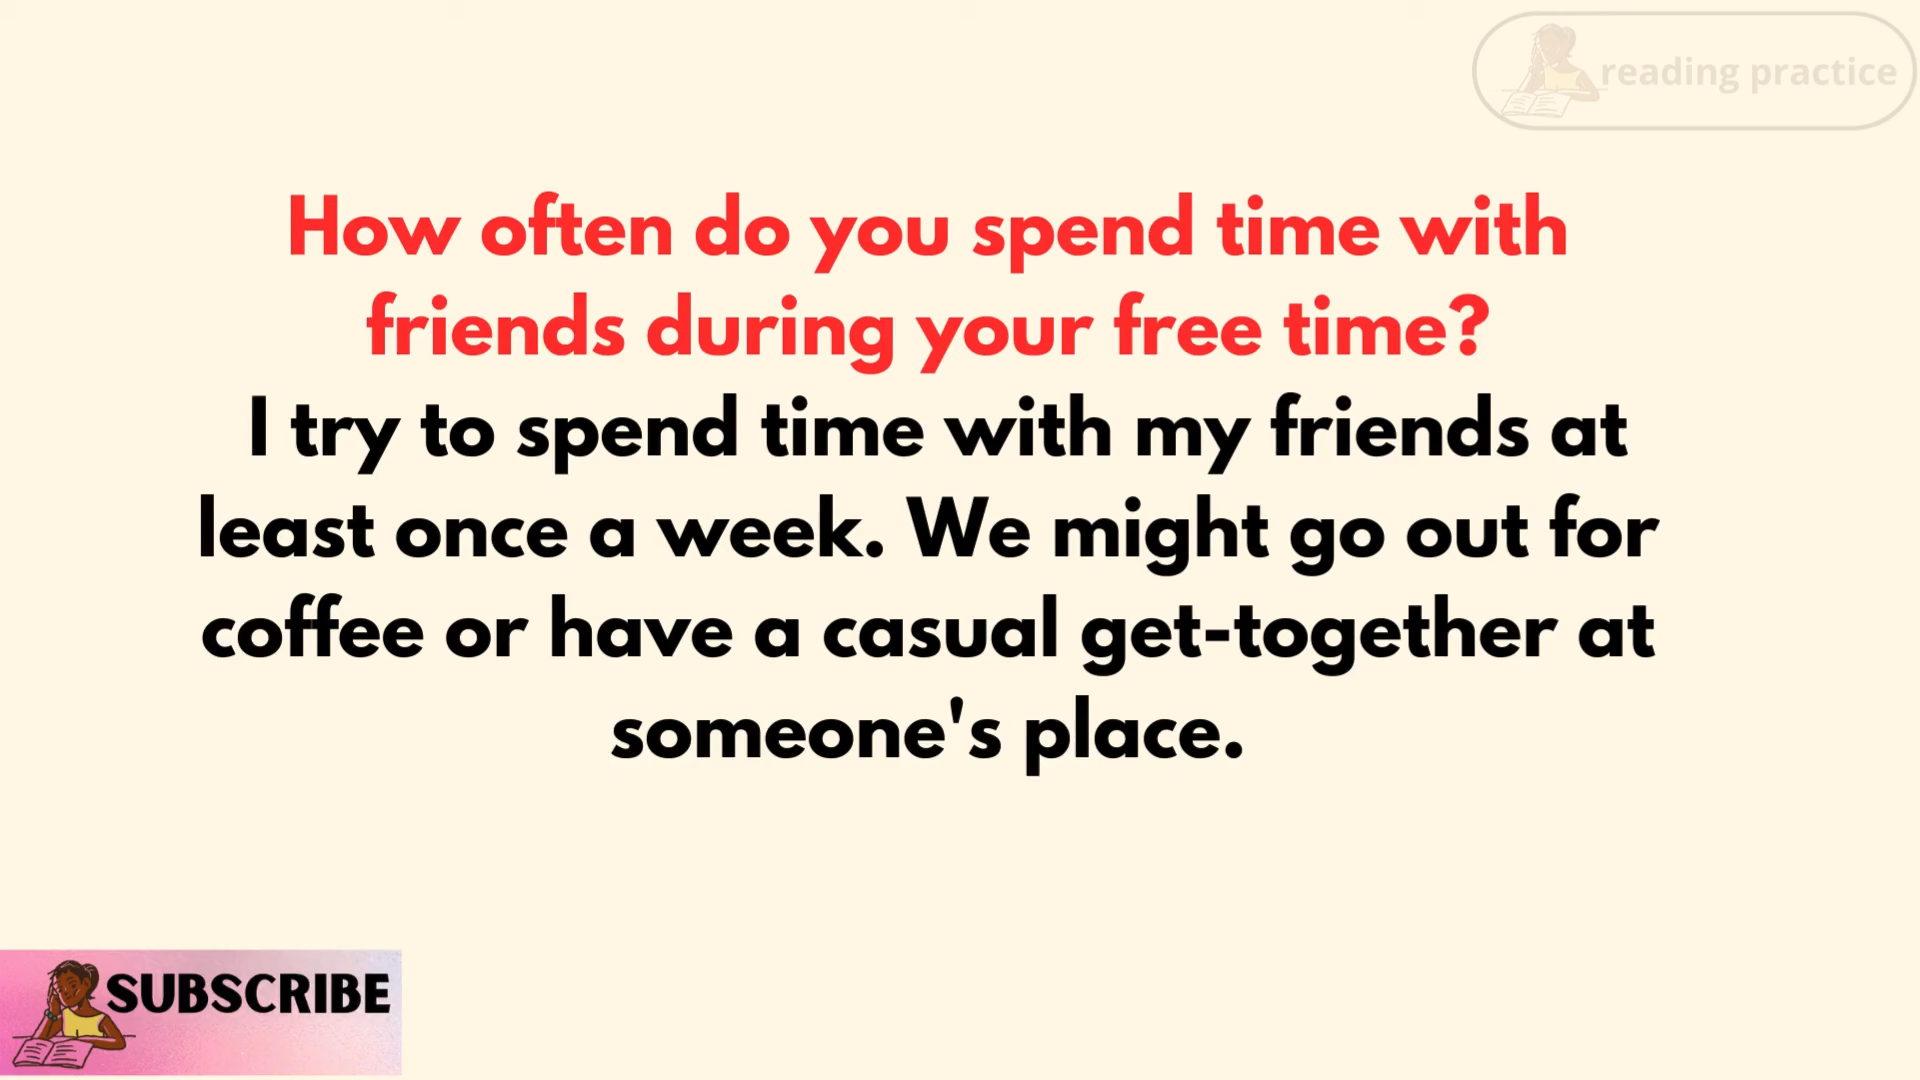 reading practice
How often do you spend time with
friends during your free time?
I try to spend time with my friends at
least once a week. We might go out for
coffee or have a casual get-together at
someone's place.
SUBSCRIBE